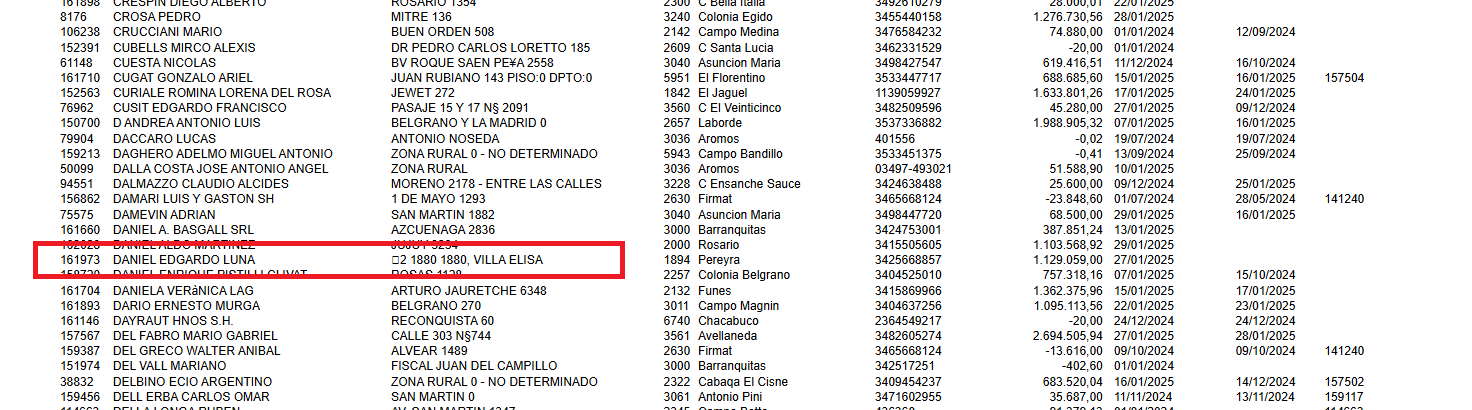 161898 CRESPIN DIEGO ALBERTO ROSARIO 1354 2300 C Bella Italia 3492610279 28.000,01 22/01/2025
8176 CROSA PEDRO MITRE 136 3240 Colonia Egido 3455440158 1.276.730,56 28/01/2025
106238 CRUCCIANI MARIO BUEN ORDEN 508 2142 Campo Medina 3476584232 74.880,00 01/01/2024 12/09/2024
152391 CUBELLS MIRCO ALEXIS DR PEDRO CARLOS LORETTO 185 2609 C Santa Lucia 3462331529 -20,00 01/01/2024
61148 CUESTA NICOLAS BV ROQUE SAEN PE¥A 2558 3040 Asuncion Maria 3498427547 619.416,51 11/12/2024 16/10/2024
161710 CUGAT GONZALO ARIEL JUAN RUBIANO 143 PISO:0 DPTO:0 5951 El Florentino 3533447717 688.685,60 15/01/2025 16/01/2025 157504
152563 CURIALE ROMINA LORENA DEL ROSA JEWET 272 1842 El Jaguel 1139059927 1.633.801,26 17/01/2025 24/01/2025
76962 CUSIT EDGARDO FRANCISCO PASAJE 15 Y 17 N§ 2091 3560 C El Veinticinco 3482509596 45.280,00 27/01/2025 09/12/2024
150700 D ANDREA ANTONIO LUIS BELGRANO Y LA MADRID 0 2657 Laborde 3537336882 1.988.905,32 07/01/2025 16/01/2025
79904 DACCARO LUCAS ANTONIO NOSEDA 3036 Aromos 401556 -0,02 19/07/2024 19/07/2024
159213 DAGHERO ADELMO MIGUEL ANTONIO ZONA RURAL 0 - NO DETERMINADO 5943 Campo Bandillo 3533451375 -0,41 13/09/2024 25/09/2024
50099 DALLA COSTA JOSE ANTONIO ANGEL ZONA RURAL 3036 Aromos 03497-493021 51.588,90 10/01/2025
94551 DALMAZZO CLAUDIO ALCIDES MORENO 2178 - ENTRE LAS CALLES 3228 C Ensanche Sauce 3424638488 25.600,00 09/12/2024 25/01/2025
156862 DAMARI LUIS Y GASTON SH 1 DE MAYO 1293 2630 Firmat 3465668124 -23.848,60 01/07/2024 28/05/2024 141240
75575 DAMEVIN ADRIAN SAN MARTIN 1882 3040 Asuncion Maria 3498447720 68.500,00 29/01/2025 16/01/2025
161660 DANIEL A. BASGALL SRL AZCUENAGA 2836 3000 Barranquitas 3424753001 387.851,24 13/01/2025
DANIEL ALDO MARTINEZ JUJUY 2000 Rosario 3415505605 1.103.568,92 29/01/2025
161973 DANIEL EDGARDO LUNA □2 1880 1880, VILLA ELISA 1894 Pereyra 3425668857 1.129.059,00 27/01/2025
DANIEL ENRIQUE ROSAS 2257 Colonia Belgrano 3404525010 757.318,16 07/01/2025 15/10/2024
161704 DANIELA VERàNICA LAG ARTURO JAURETCHE 6348 2132 Funes 3415869966 1.362.375,96 15/01/2025 17/01/2025
161893 DARIO ERNESTO MURGA BELGRANO 270 3011 Campo Magnin 3404637256 1.095.113,56 22/01/2025 23/01/2025
161146 DAYRAUT HNOS S.H. RECONQUISTA 60 6740 Chacabuco 2364549217 -20,00 24/12/2024 24/12/2024
157567 DEL FABRO MARIO GABRIEL CALLE 303 N§744 3561 Avellaneda 3482605274 2.694.505,94 27/01/2025 28/01/2025
159387 DEL GRECO WALTER ANIBAL ALVEAR 1489 2630 Firmat 3465668124 -13.616,00 09/10/2024 09/10/2024 141240
151974 DEL VALL MARIANO FISCAL JUAN DEL CAMPILLO 3000 Barranquitas 342517251 -402,60 01/01/2024
38832 DELBINO ECIO ARGENTINO ZONA RURAL 0 - NO DETERMINADO 2322 Cabaqa El Cisne 3409454237 683.520,04 16/01/2025 14/12/2024 157502
159456 DELL ERBA CARLOS OMAR SAN MARTIN 0 3061 Antonio Pini 3471602955 35.687,00 11/11/2024 13/11/2024 159117